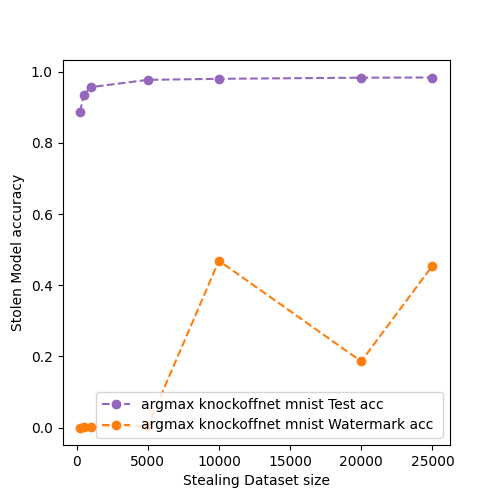 1.0
0.8
0.6
0.4
0.2
0.0
Stolen Model accuracy
argmax knockoffnet mnist Test acc
argmax knockoffnet mnist Watermark acc
0 5000 10000 15000 20000 25000
Stealing Dataset size